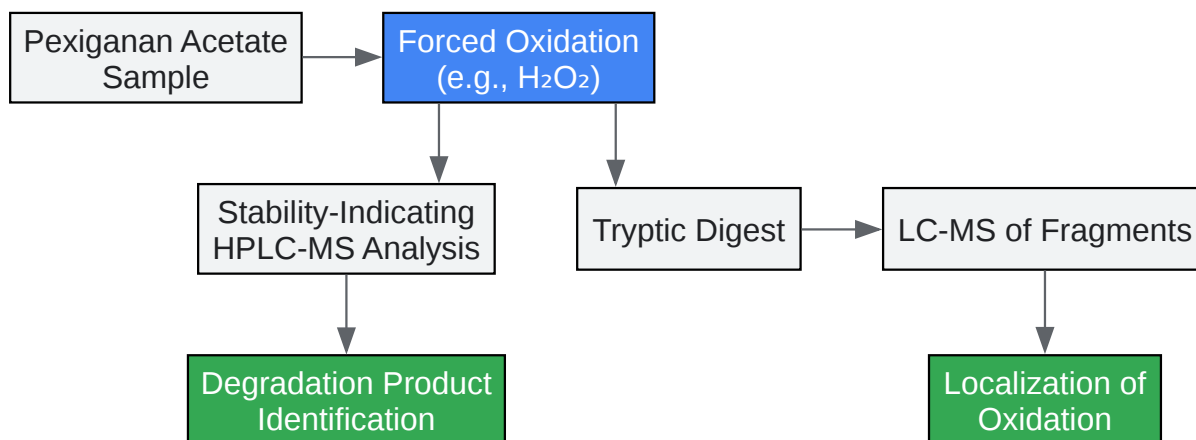 Pexiganan Acetate
Sample
Forced Oxidation
(e.g., H₂O₂)
Stability-Indicating
HPLC-MS Analysis
Tryptic Digest
LC-MS of Fragments
Degradation Product
Identification
Localization of
Oxidation